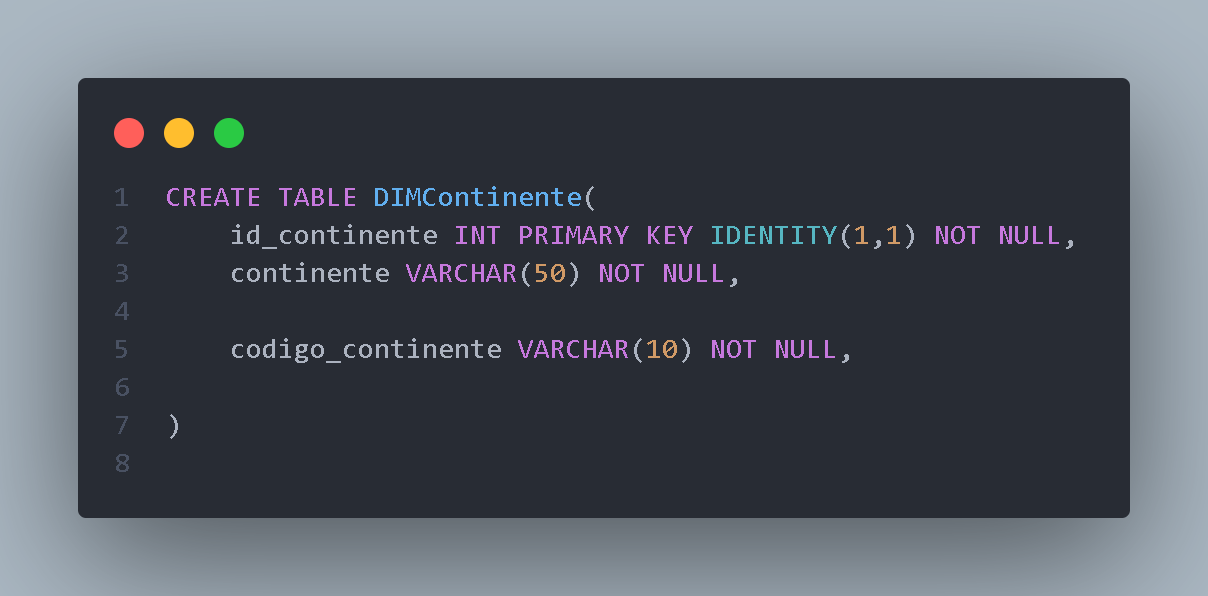 1 CREATE TABLE DIMContinente(
2 id_continente INT PRIMARY KEY IDENTITY(1,1) NOT NULL,
3 continente VARCHAR(50) NOT NULL,
4
5 codigo_continente VARCHAR(10) NOT NULL,
6
7 )
8